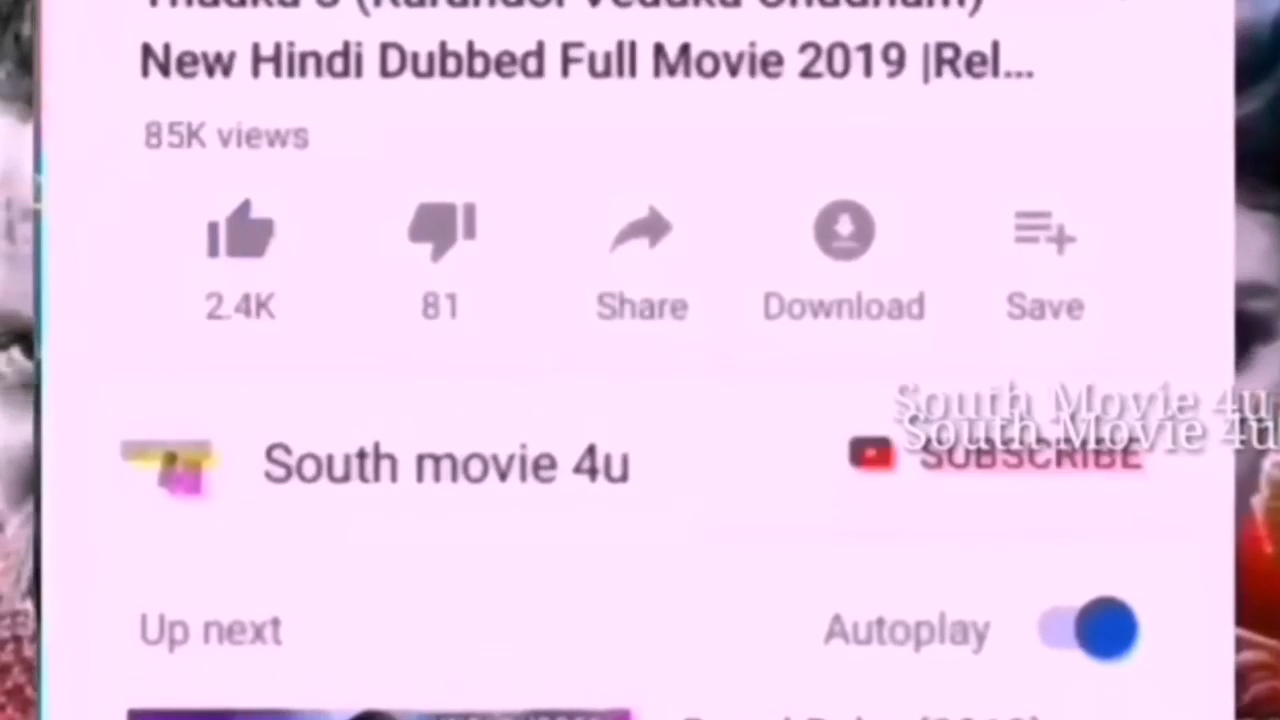 New Hindi Dubbed Full Movie 2019 |Rel...
85K views
2.4K
81
Share
Download
Save
South Movie 4u
South Movie 4u
South movie 4u
SUBSCRIBE
Up next
Autoplay